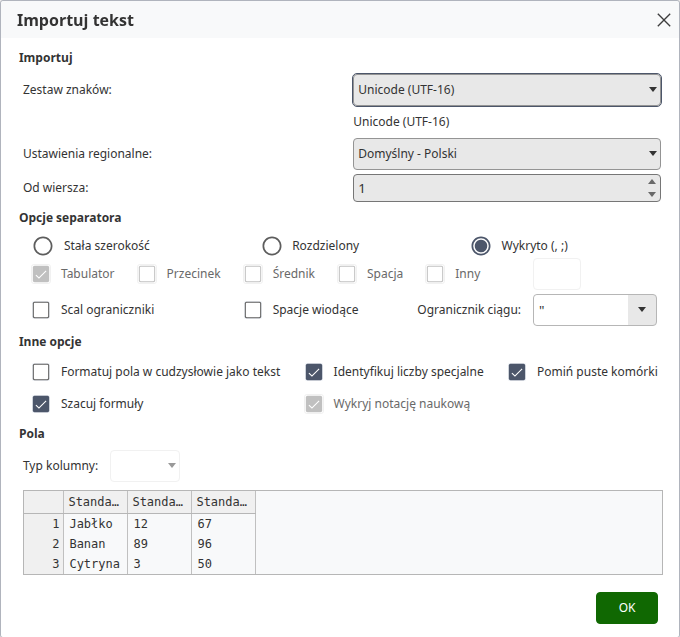 Importuj tekst
Importuj
Zestaw znaków: Unicode (UTF-16)
Unicode (UTF-16)
Ustawienia regionalne: Domyślny - Polski
Od wiersza: 1
Opcje separatora
Stała szerokość Rozdzielony Wykryto (, ;)
Tabulator Przecinek Średnik Spacja Inny
Scal ograniczniki Spacje wiodące Ogranicznik ciągu: "
Inne opcje
Formatuj pola w cudzysłowie jako tekst Identyfikuj liczby specjalne Pomiń puste komórki
Szacuj formuły Wykryj notację naukową
Pola
Typ kolumny:
Standa… Standa… Standa…
1 Jabłko 12 67
2 Banan 89 96
3 Cytryna 3 50
OK